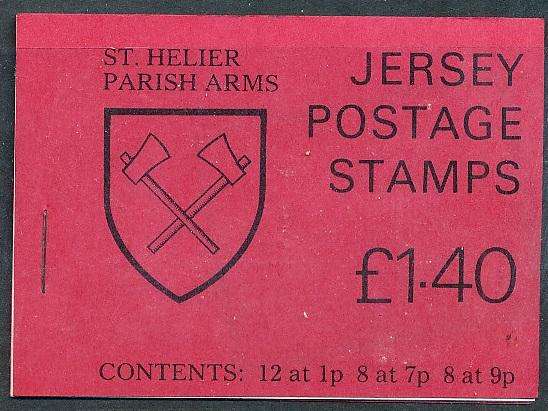 ST. HELIER
PARISH ARMS
JERSEY
POSTAGE
STAMPS
£1·40
CONTENTS: 12 at 1p 8 at 7p 8 at 9p